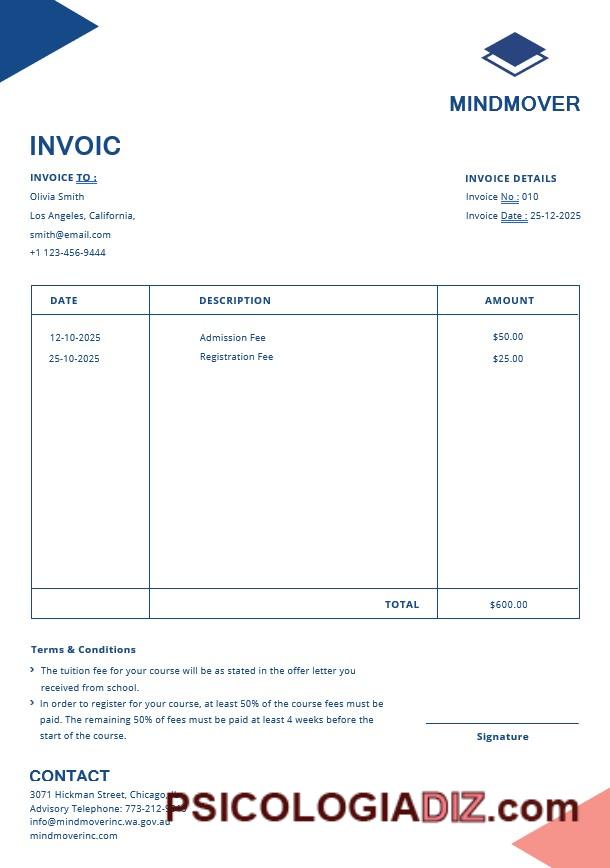 MINDMOVER
INVOIC
INVOICE TO :
Olivia Smith
Los Angeles, California,
smith@email.com
+1 123-456-9444
INVOICE DETAILS
Invoice No : 010
Invoice Date : 25-12-2025
DATE DESCRIPTION AMOUNT
12-10-2025 Admission Fee $50.00
25-10-2025 Registration Fee $25.00
TOTAL $600.00
Terms & Conditions
› The tuition fee for your course will be as stated in the offer letter you
received from school.
› In order to register for your course, at least 50% of the course fees must be
paid. The remaining 50% of fees must be paid at least 4 weeks before the
start of the course.
Signature
CONTACT
3071 Hickman Street, Chicago,
Advisory Telephone: 773-212-
info@mindmoverinc.wa.gov.au
mindmoverinc.com
PSICOLOGIADIZ.com